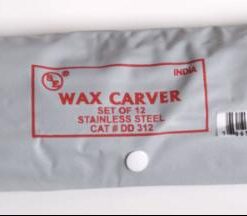 INDIA
WAX CARVER
SET OF 12
STAINLESS STEEL
CAT # DD 312